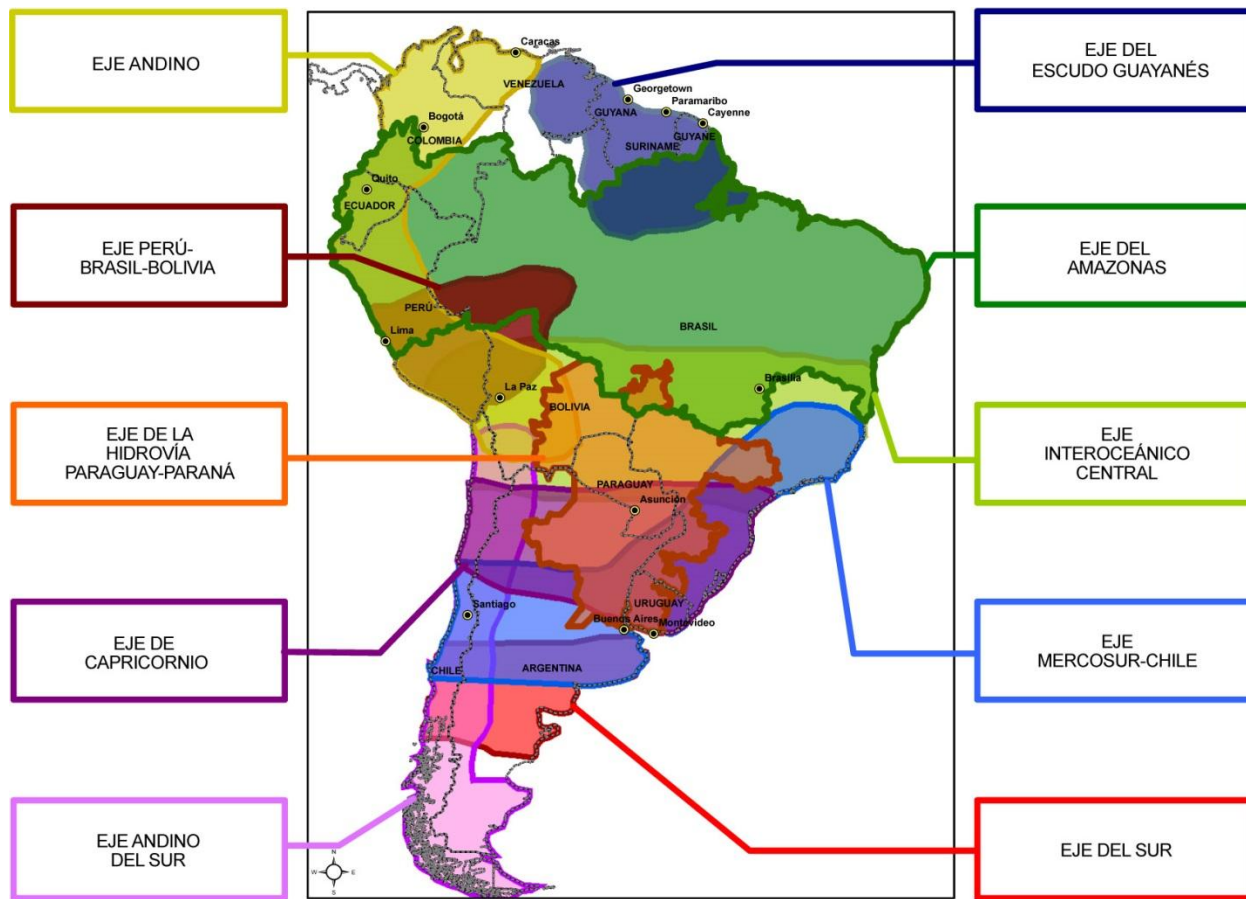 EJE ANDINO
EJE PERÚ-
BRASIL-BOLIVIA
EJE DE LA
HIDROVÍA
PARAGUAY-PARANÁ
EJE DE
CAPRICORNIO
EJE ANDINO
DEL SUR
Caracas
VENEZUELA
Georgetown
GUYANA
Paramaribo
Cayenne
Bogotá
COLOMBIA
GUYANE
SURINAME
Quito
ECUADOR
PERÚ
Lima
BRASIL
La Paz
Brasília
BOLIVIA
PARAGUAY
Asunción
Santiago
URUGUAY
Buenos Aires
Montevideo
CHILE
ARGENTINA
N
W
E
S
EJE DEL
ESCUDO GUAYANÉS
EJE DEL
AMAZONAS
EJE
INTEROCEÁNICO
CENTRAL
EJE
MERCOSUR-CHILE
EJE DEL SUR